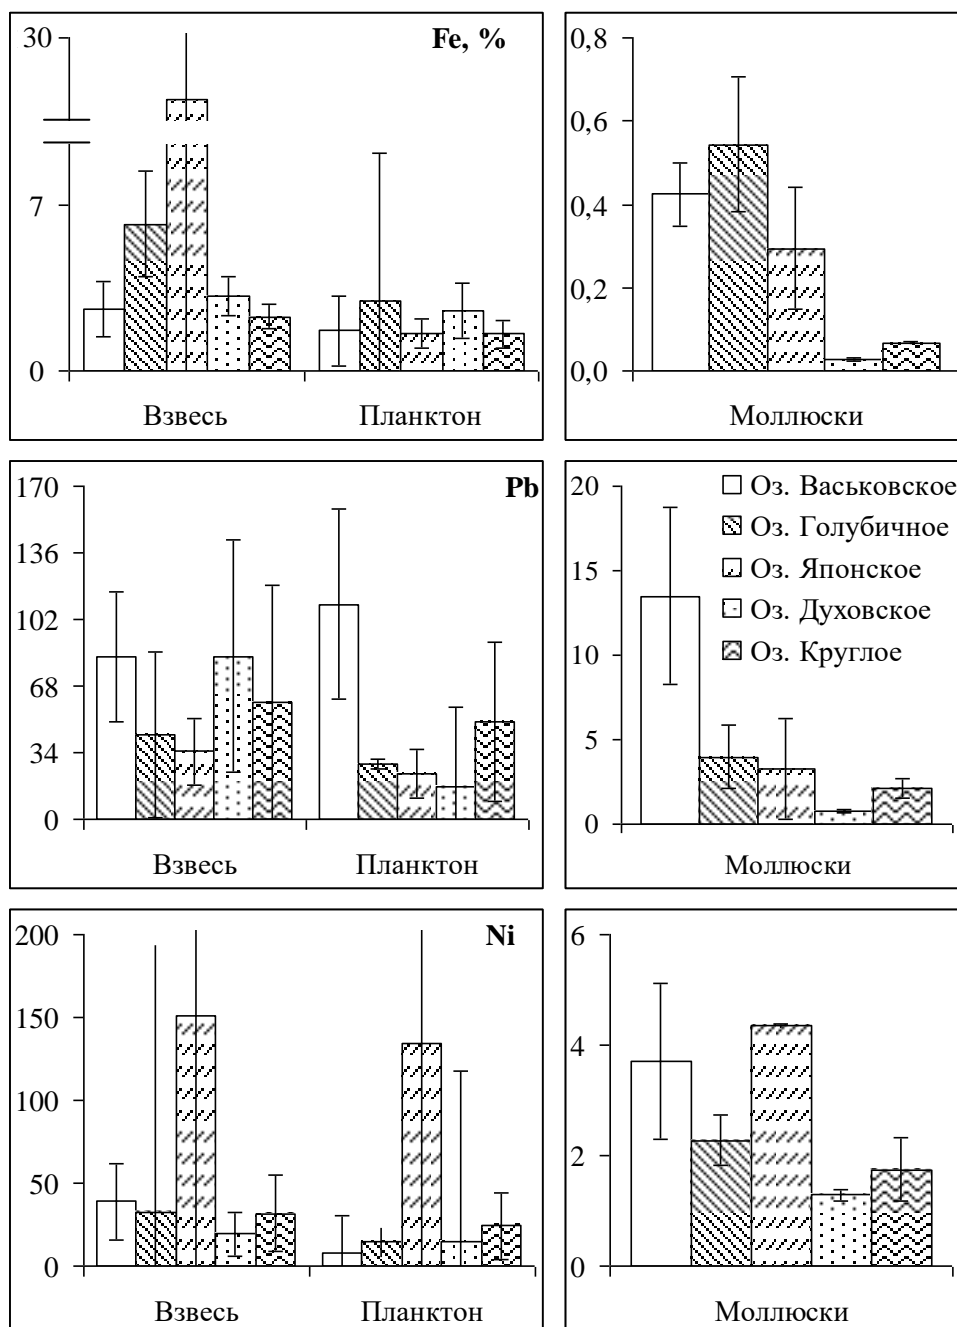 Fe, %
30
7
0
Взвесь
Планктон
0,8
0,6
0,4
0,2
0,0
Моллюски
Pb
170
136
102
68
34
0
Взвесь
Планктон
20
15
10
5
0
Оз. Васьковское
Оз. Голубичное
Оз. Японское
Оз. Духовское
Оз. Круглое
Моллюски
Ni
200
150
100
50
0
Взвесь
Планктон
6
4
2
0
Моллюски